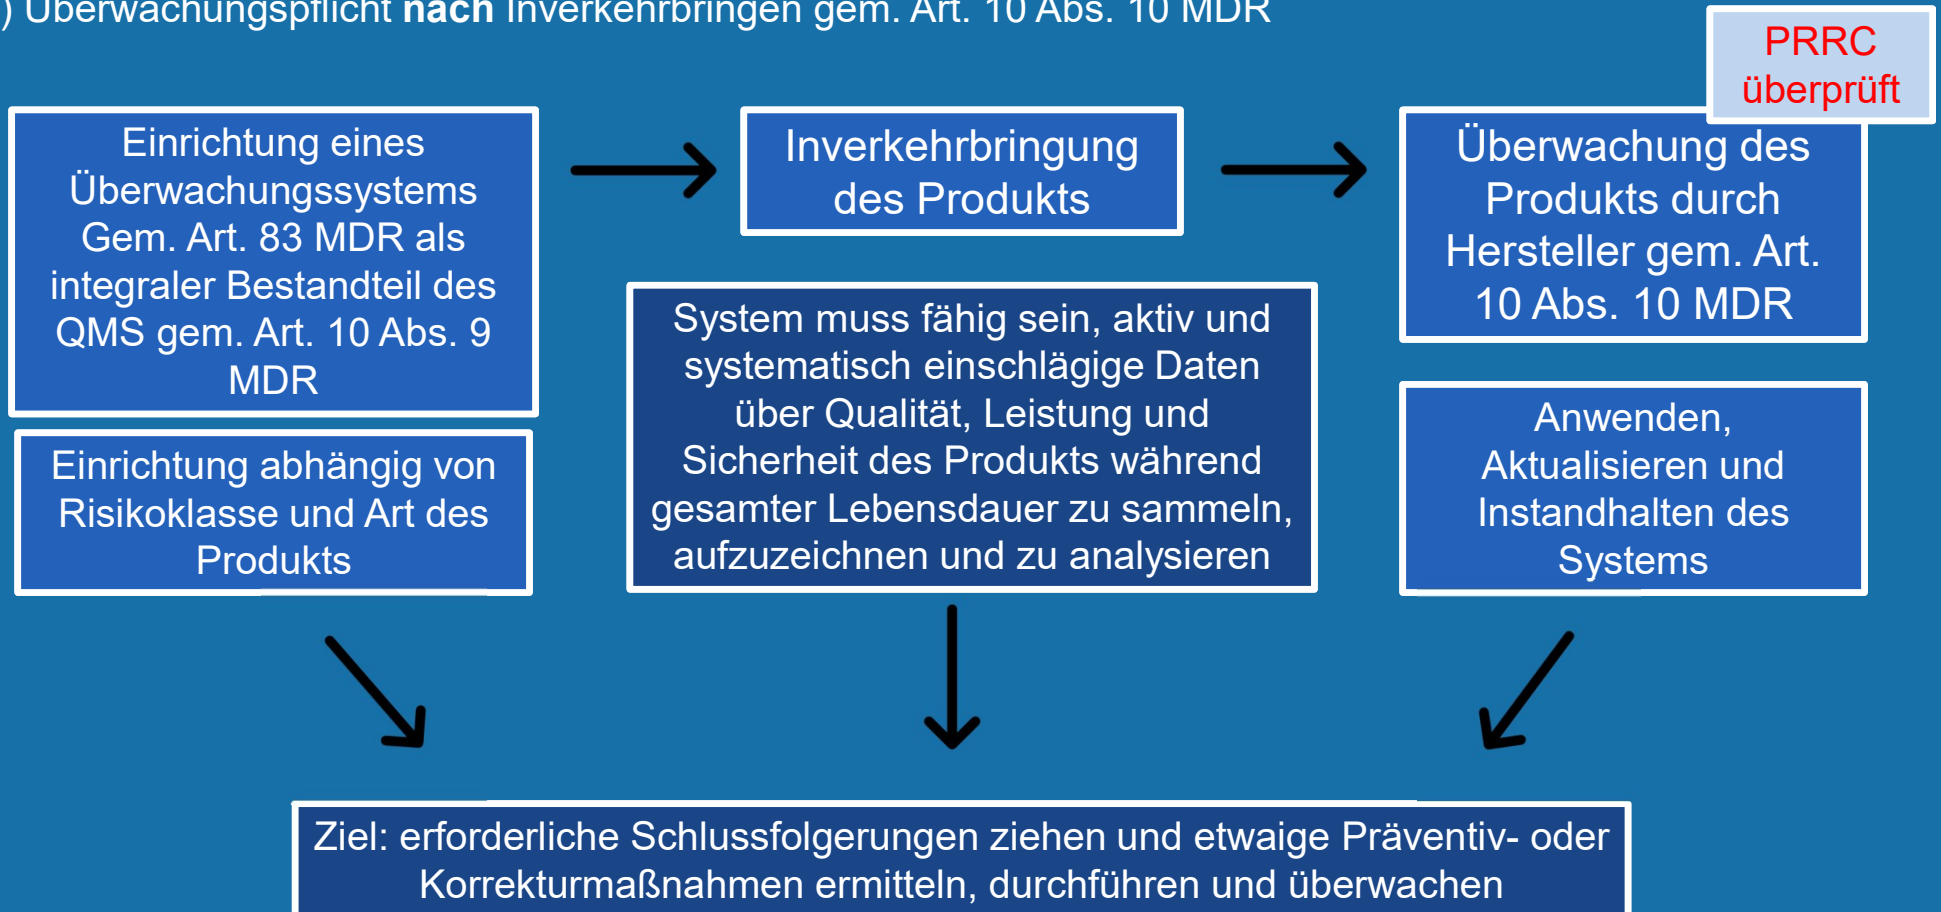 ) Überwachungspflicht nach Inverkehrbringen gem. Art. 10 Abs. 10 MDR
PRRC
überprüft
Einrichtung eines
Überwachungssystems
Gem. Art. 83 MDR als
integraler Bestandteil des
QMS gem. Art. 10 Abs. 9
MDR
Inverkehrbringung
des Produkts
Überwachung des
Produkts durch
Hersteller gem. Art.
10 Abs. 10 MDR
Einrichtung abhängig von
Risikoklasse und Art des
Produkts
System muss fähig sein, aktiv und
systematisch einschlägige Daten
über Qualität, Leistung und
Sicherheit des Produkts während
gesamter Lebensdauer zu sammeln,
aufzuzeichnen und zu analysieren
Anwenden,
Aktualisieren und
Instandhalten des
Systems
Ziel: erforderliche Schlussfolgerungen ziehen und etwaige Präventiv- oder
Korrekturmaßnahmen ermitteln, durchführen und überwachen